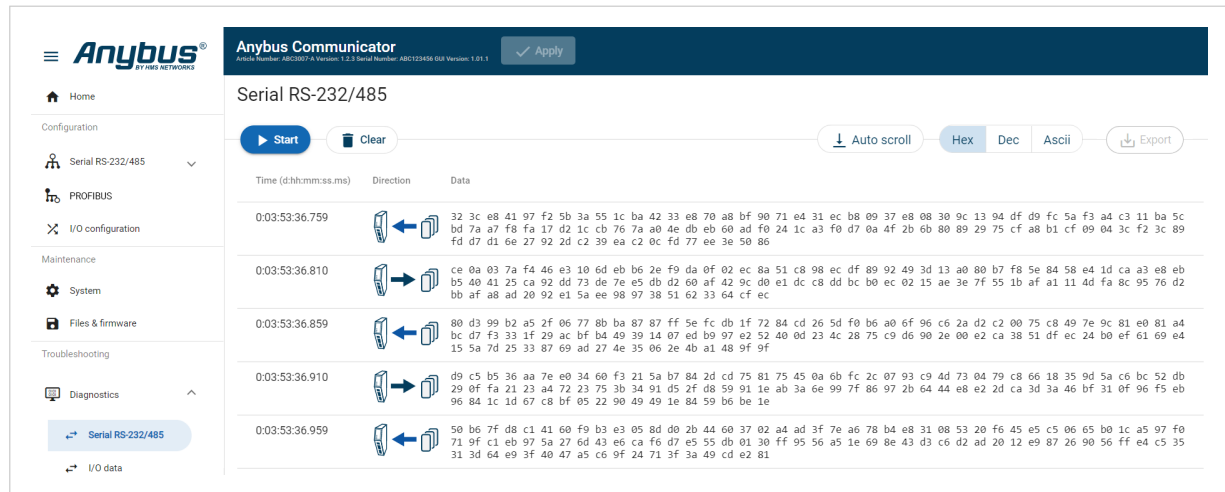 Anybus®
BY HMS NETWORKS
Anybus Communicator
Article Number: ABC3007-A Version: 1.2.3 Serial Number: ABC123456 GUI Version: 1.01.1
Apply
Home
Configuration
Serial RS-232/485
PROFIBUS
I/O configuration
Maintenance
System
Files & firmware
Troubleshooting
Diagnostics
Serial RS-232/485
I/O data
Serial RS-232/485
Start
Clear
Auto scroll
Hex
Dec
Ascii
Export
Time (d:hh:mm:ss.ms) Direction Data
0:03:53:36.759
32 3c e8 41 97 f2 5b 3a 55 1c ba 42 33 e8 70 a8 bf 90 71 e4 31 ec b8 09 37 e8 08 30 9c 13 94 df d9 fc 5a f3 a4 c3 11 ba 5c
bd 7a a7 f8 fa 17 d2 1c cb 76 7a a0 4e db eb 60 ad f0 24 1c a3 f0 d7 0a 4f 2b 6b 80 89 29 75 cf a8 b1 cf 09 04 3c f2 3c 89
fd d7 d1 6e 27 92 2d c2 39 ea c2 0c fd 77 ee 3e 50 86
0:03:53:36.810
ce 0a 03 7a f4 46 e3 10 6d eb b6 2e f9 da 0f 02 ec 8a 51 c8 98 ec df 89 92 49 3d 13 a0 80 b7 f8 5e 84 58 e4 1d ca a3 e8 eb
b5 40 41 25 ca 92 dd 73 de 7e e5 db d2 60 af 42 9c d0 e1 dc c8 dd bc b0 ec 02 15 ae 3e 7f 55 1b af a1 11 4d fa 8c 95 76 d2
bb af a8 ad 20 92 e1 5a ee 98 97 38 51 62 33 64 cf ec
0:03:53:36.859
80 d3 99 b2 a5 2f 06 77 8b ba 87 87 ff 5e fc db 1f 72 84 cd 26 5d f0 b6 a0 6f 96 c6 2a d2 c2 00 75 c8 49 7e 9c 81 e0 81 a4
bc d7 f3 33 1f 29 ac bf b4 49 39 14 07 ed b9 97 e2 52 40 0d 23 4c 28 75 c9 d6 90 2e 00 e2 ca 38 51 df ec 24 b0 ef 61 69 e4
15 5a 7d 25 33 87 69 ad 27 4e 35 06 2e 4b a1 48 9f 9f
0:03:53:36.910
d9 c5 b5 36 aa 7e e0 34 60 f3 21 5a b7 84 2d cd 75 81 75 45 0a 6b fc 2c 07 93 c9 4d 73 04 79 c8 66 18 35 9d 5a c6 bc 52 db
29 0f fa 21 23 a4 72 23 75 3b 34 91 d5 2f d8 59 91 1e ab 3a 6e 99 7f 86 97 2b 64 44 e8 e2 2d ca 3d 3a 46 bf 31 0f 96 f5 eb
96 84 1c 1d 67 c8 bf 05 22 90 49 49 1e 84 59 b6 be 1e
0:03:53:36.959
50 b6 7f d8 c1 41 60 f9 b3 e3 05 8d d0 2b 44 60 37 02 a4 ad 3f 7e a6 78 b4 e8 31 08 53 20 f6 45 e5 c5 06 65 b0 1c a5 97 f0
71 9f c1 eb 97 5a 27 6d 43 e6 ca f6 d7 e5 55 db 01 30 ff 95 56 a5 1e 69 8e 43 d3 c6 d2 ad 20 12 e9 87 26 90 56 ff e4 c5 35
31 3d 64 e9 3f 40 47 a5 c6 9f 24 71 3f 3a 49 cd e2 81